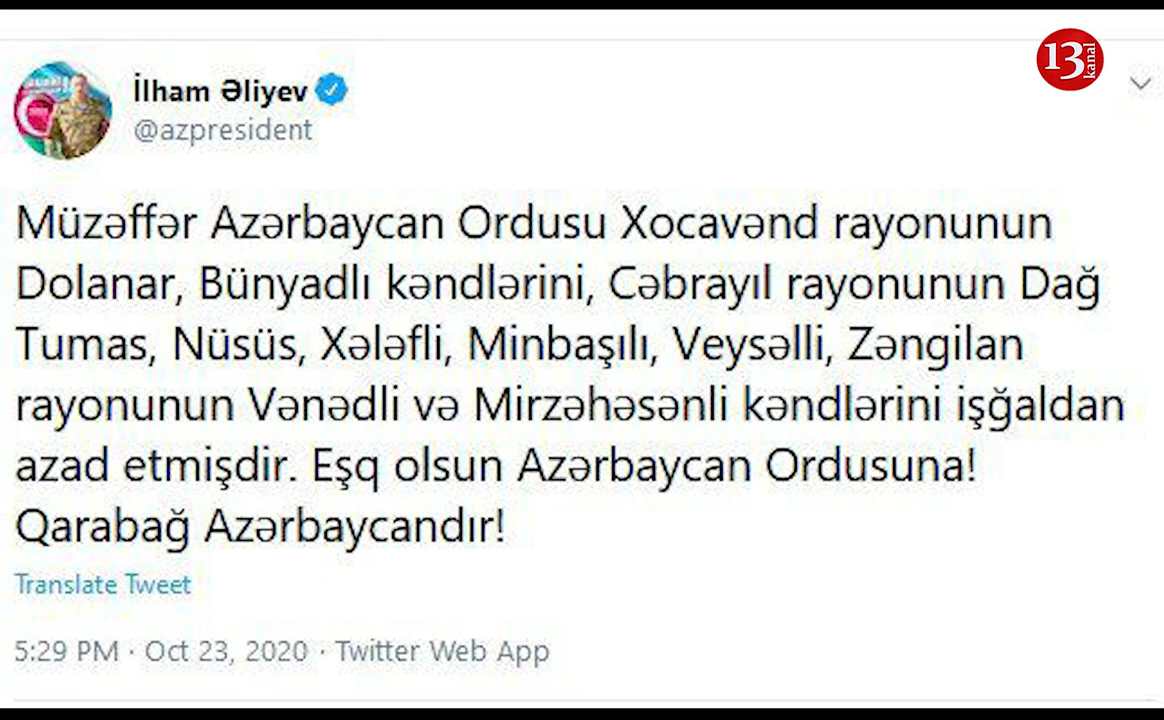 13 kanal
İlham Əliyev
@azpresident
Müzəffər Azərbaycan Ordusu Xocavənd rayonunun
Dolanar, Bünyadlı kəndlərini, Cəbrayıl rayonunun Dağ
Tumas, Nüsüs, Xələfli, Minbaşılı, Veysəlli, Zəngilan
rayonunun Vənədli və Mirzəhəsənli kəndlərini işğaldan
azad etmişdir. Eşq olsun Azərbaycan Ordusuna!
Qarabağ Azərbaycandır!
Translate Tweet
5:29 PM · Oct 23, 2020 · Twitter Web App